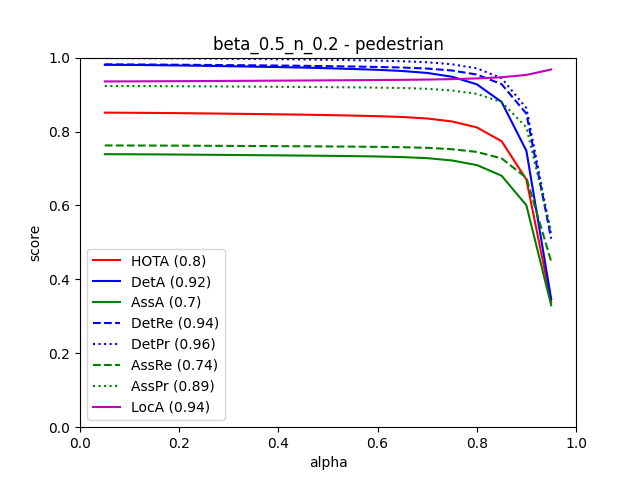 beta_0.5_n_0.2 - pedestrian
1.0
0.8
0.6
0.4
0.2
0.0
score
HOTA (0.8)
DetA (0.92)
AssA (0.7)
DetRe (0.94)
DetPr (0.96)
AssRe (0.74)
AssPr (0.89)
LocA (0.94)
0.0 0.2 0.4 0.6 0.8 1.0
alpha